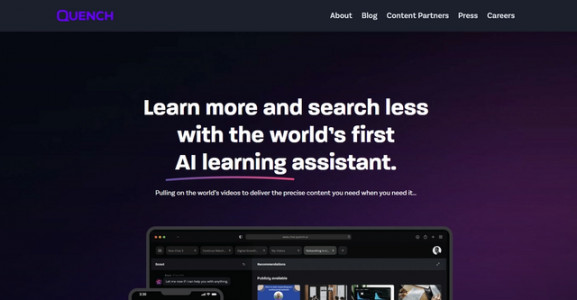 QUENCH
About Blog Content Partners Press Careers
Learn more and search less
with the world's first
AI learning assistant.
Pulling on the world's videos to deliver the precise content you need when you need it...
Recommendations
Publicly available